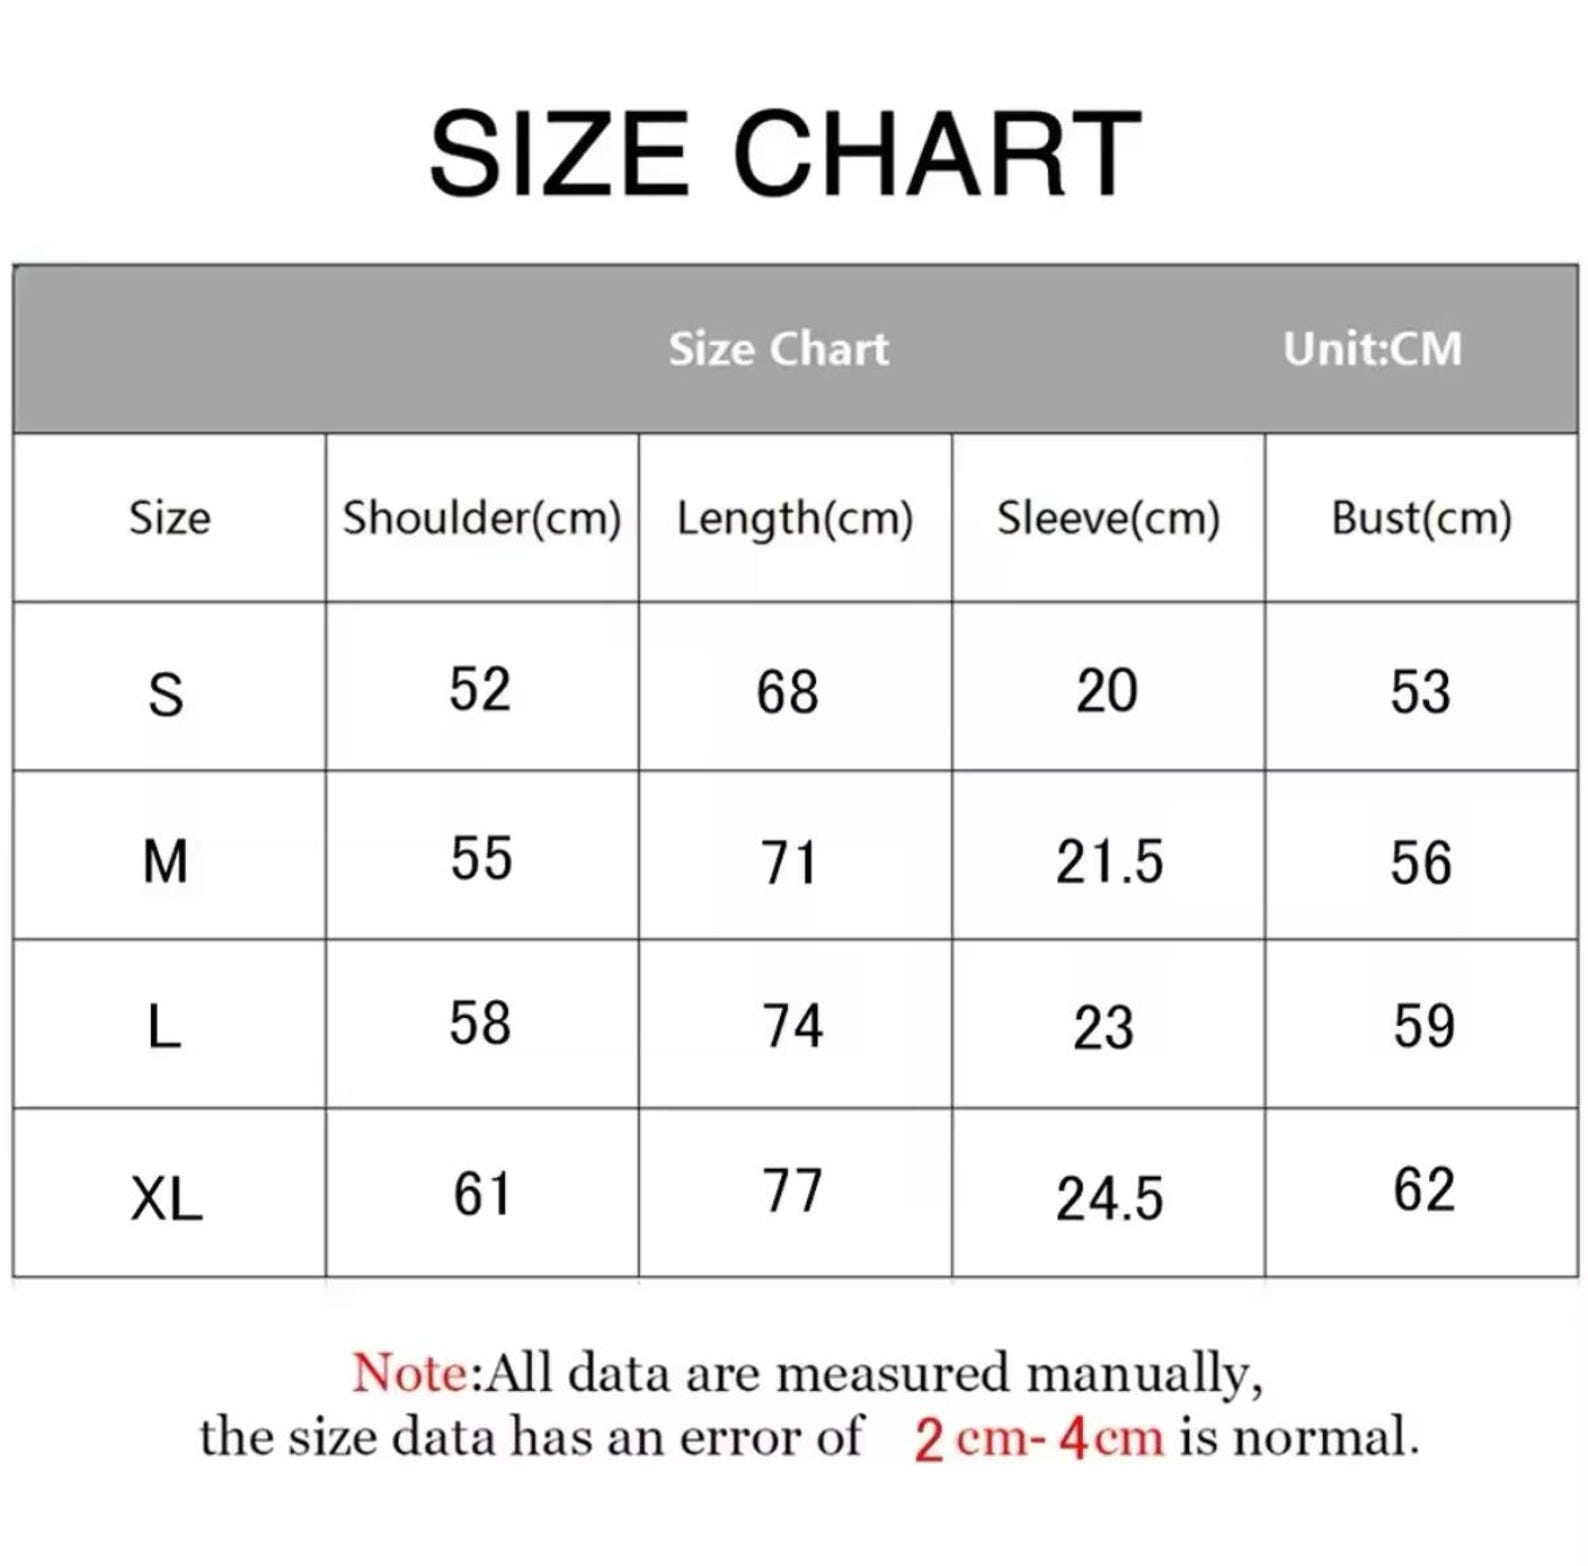 SIZE CHART
Size Chart Unit:CM
Size Shoulder(cm) Length(cm) Sleeve(cm) Bust(cm)
S 52 68 20 53
M 55 71 21.5 56
L 58 74 23 59
XL 61 77 24.5 62
Note:All data are measured manually,
the size data has an error of 2 cm- 4cm is normal.